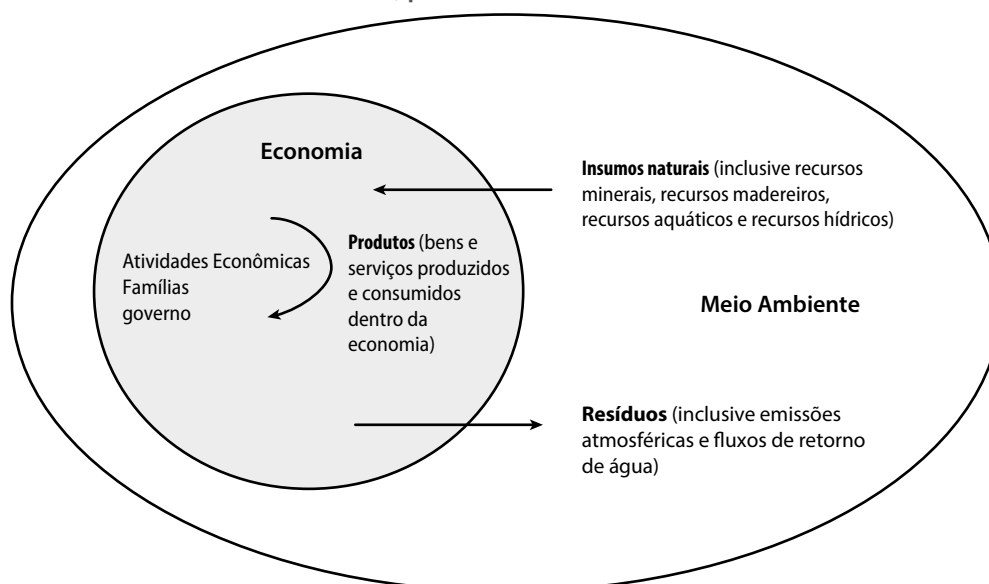 Economia
Insumos naturais (inclusive recursos
minerais, recursos madereiros,
recursos aquáticos e recursos hídricos)
Atividades Econômicas
Famílias
governo
Produtos (bens e
serviços produzidos
e consumidos
dentro da
economia)
Meio Ambiente
Resíduos (inclusive emissões
atmosféricas e fluxos de retorno
de água)